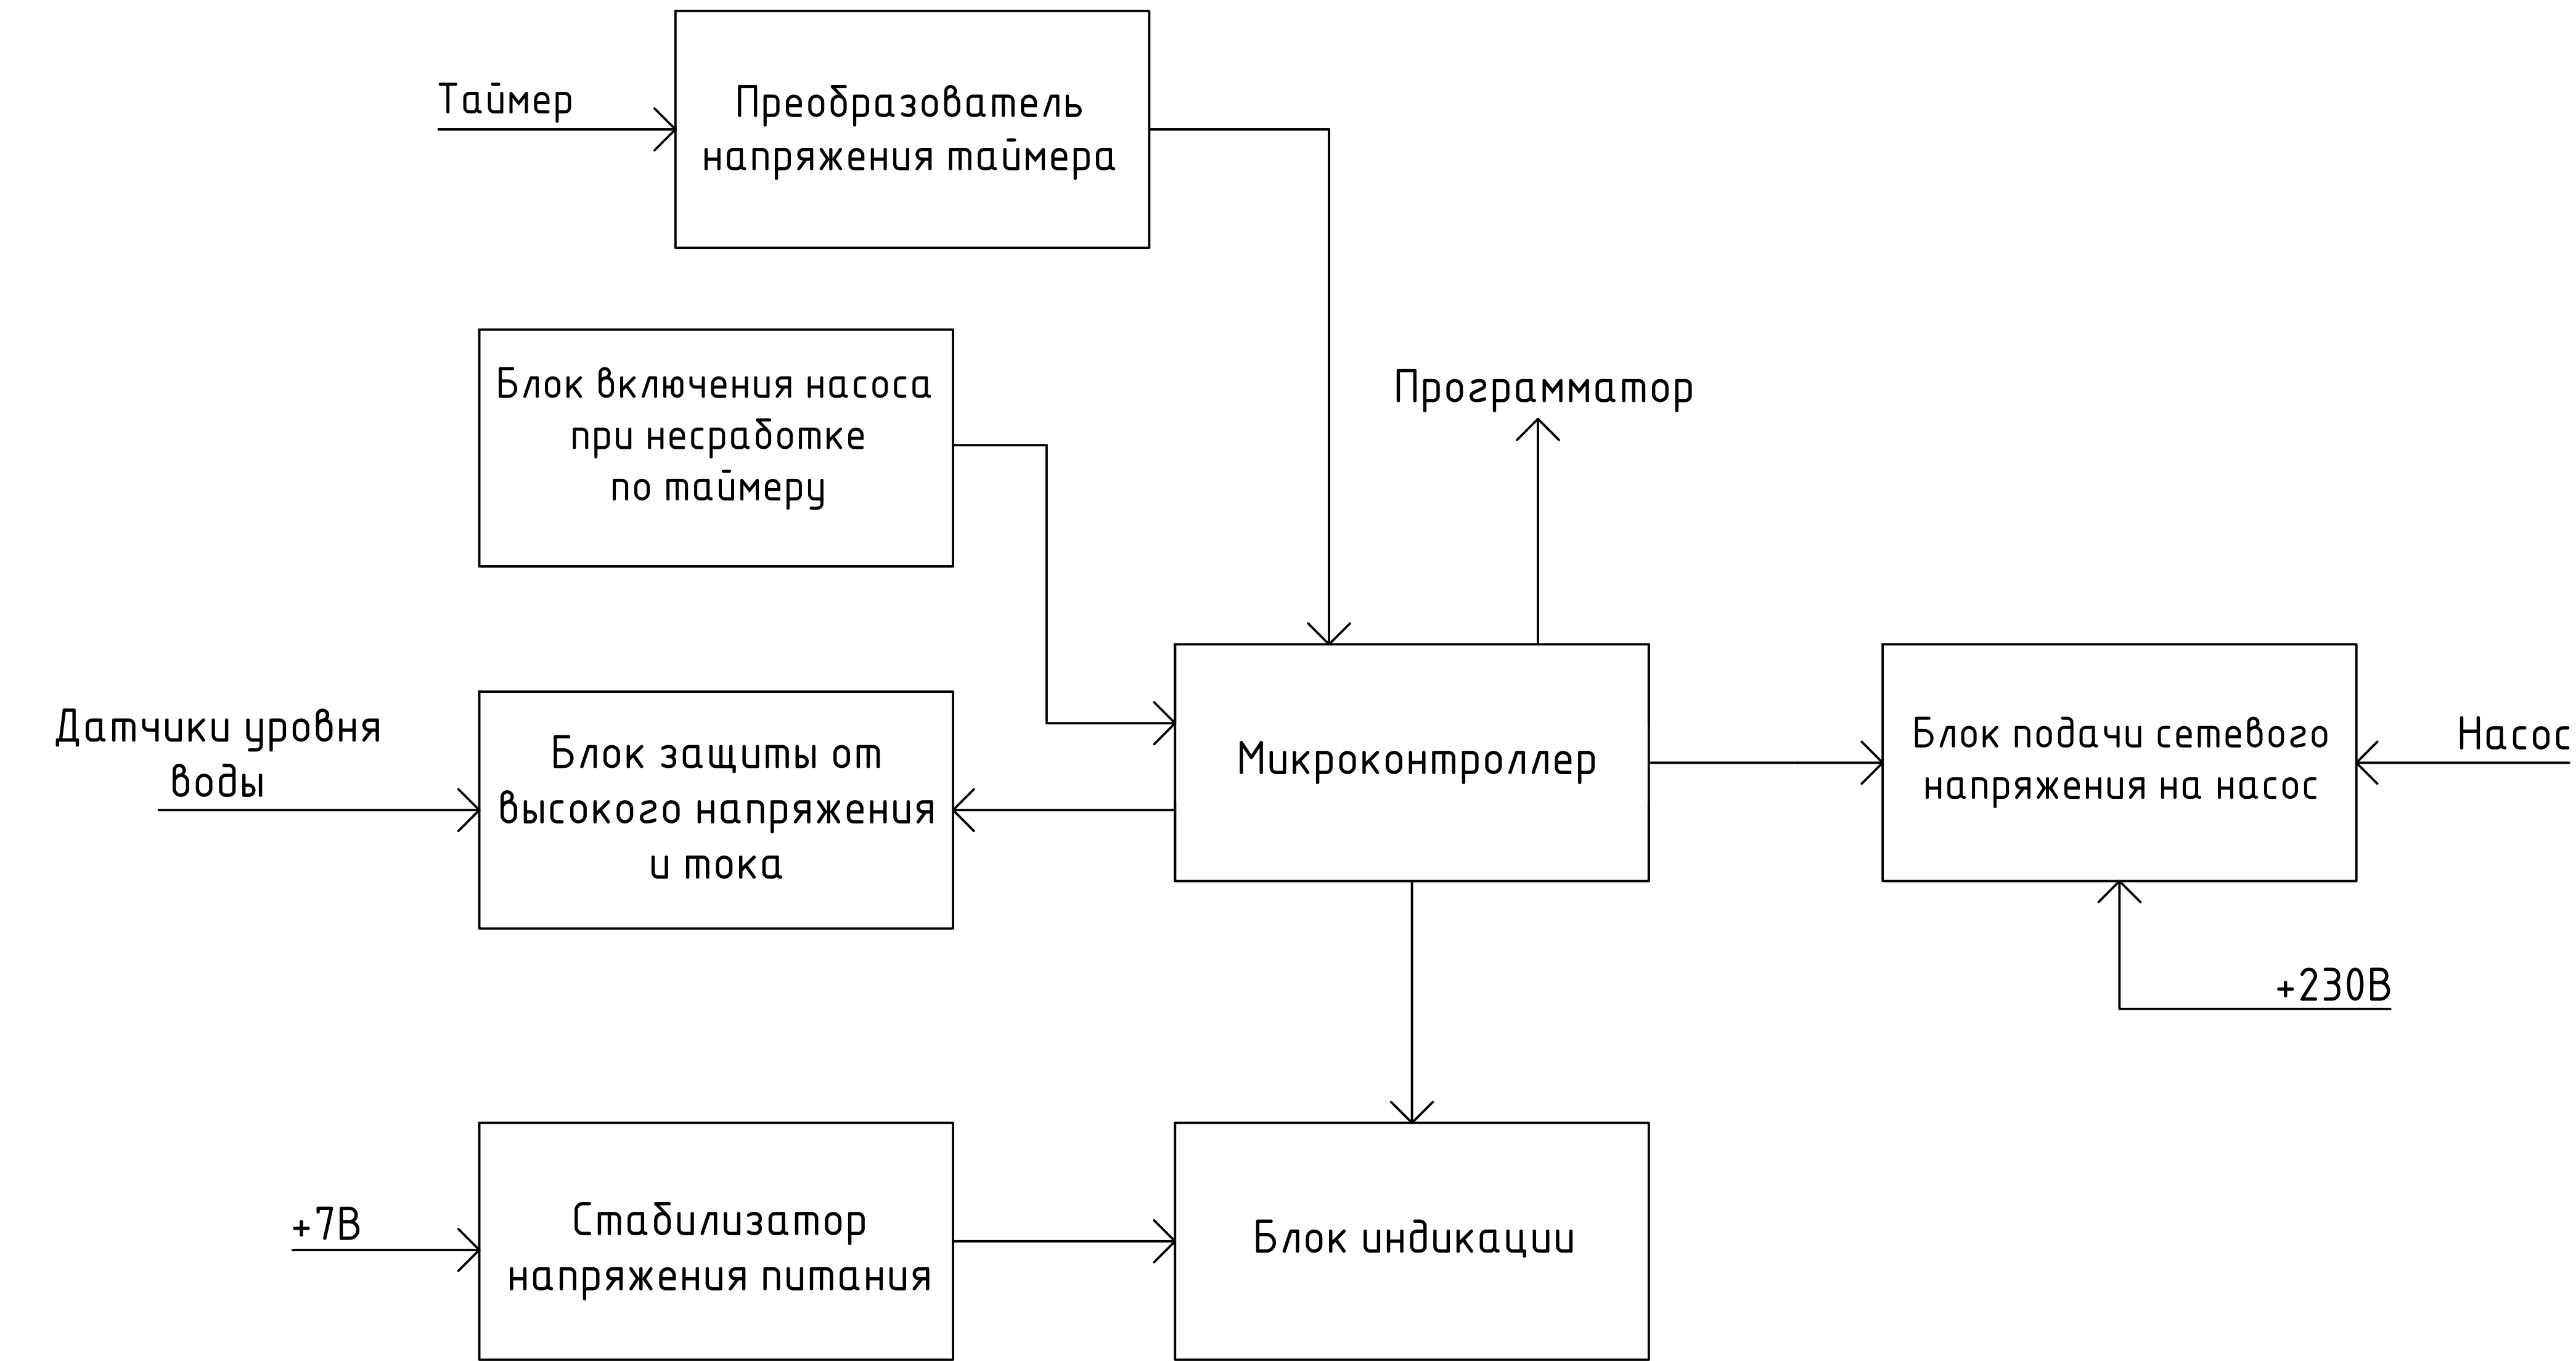 Таймер
Преобразователь
напряжения таймера
Блок включения насоса
при несработке
по таймеру
Программатор
Датчики уровня
воды
Блок защиты от
высокого напряжения
и тока
Микроконтроллер
Блок подачи сетевого
напряжения на насос
Насос
+230В
+7В
Стабилизатор
напряжения питания
Блок индикации